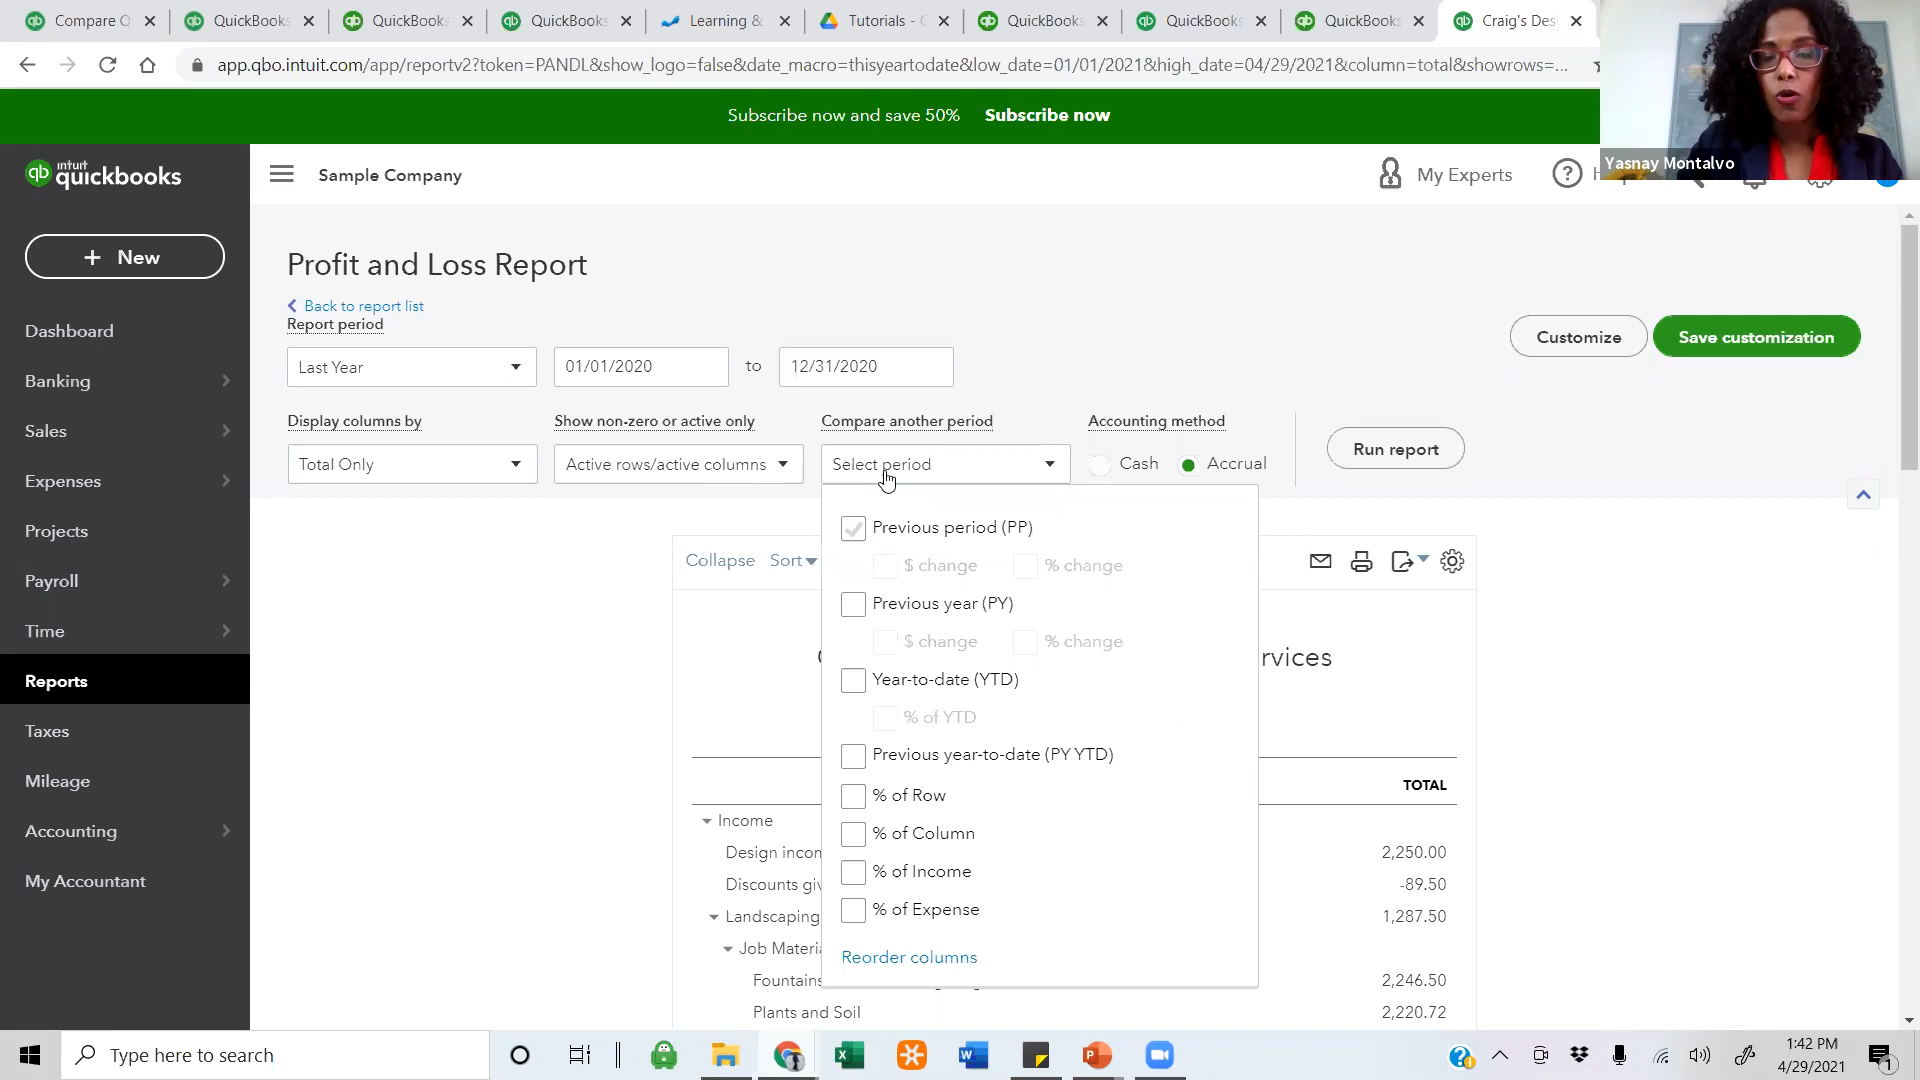 Compare Q
QuickBooks
QuickBooks
QuickBooks
Learning &
Tutorials -
QuickBooks
QuickBooks
QuickBooks
Craig's Des
app.qbo.intuit.com/app/reportv2?token=PANDL&show_logo=false&date_macro=thisyeartodate&low_date=01/01/2021&high_date=04/29/2021&column=total&showrows=...
Subscribe now and save 50% Subscribe now
Yasnay Montalvo
intuit quickbooks
Sample Company
My Experts
New
Dashboard
Banking
Sales
Expenses
Projects
Payroll
Time
Reports
Taxes
Mileage
Accounting
My Accountant
Profit and Loss Report
Back to report list
Report period
Last Year
01/01/2020
to
12/31/2020
Customize
Save customization
Display columns by
Show non-zero or active only
Compare another period
Accounting method
Total Only
Active rows/active columns
Select period
Cash
Accrual
Run report
Previous period (PP)
$ change
% change
Previous year (PY)
$ change
% change
Year-to-date (YTD)
% of YTD
Previous year-to-date (PY YTD)
% of Row
% of Column
% of Income
% of Expense
Reorder columns
Collapse
Sort
rvices
TOTAL
Income
Design incon
2,250.00
Discounts giv
-89.50
Landscaping
1,287.50
Job Materia
Fountains
2,246.50
Plants and Soil
2,220.72
Type here to search
1:42 PM
4/29/2021
1